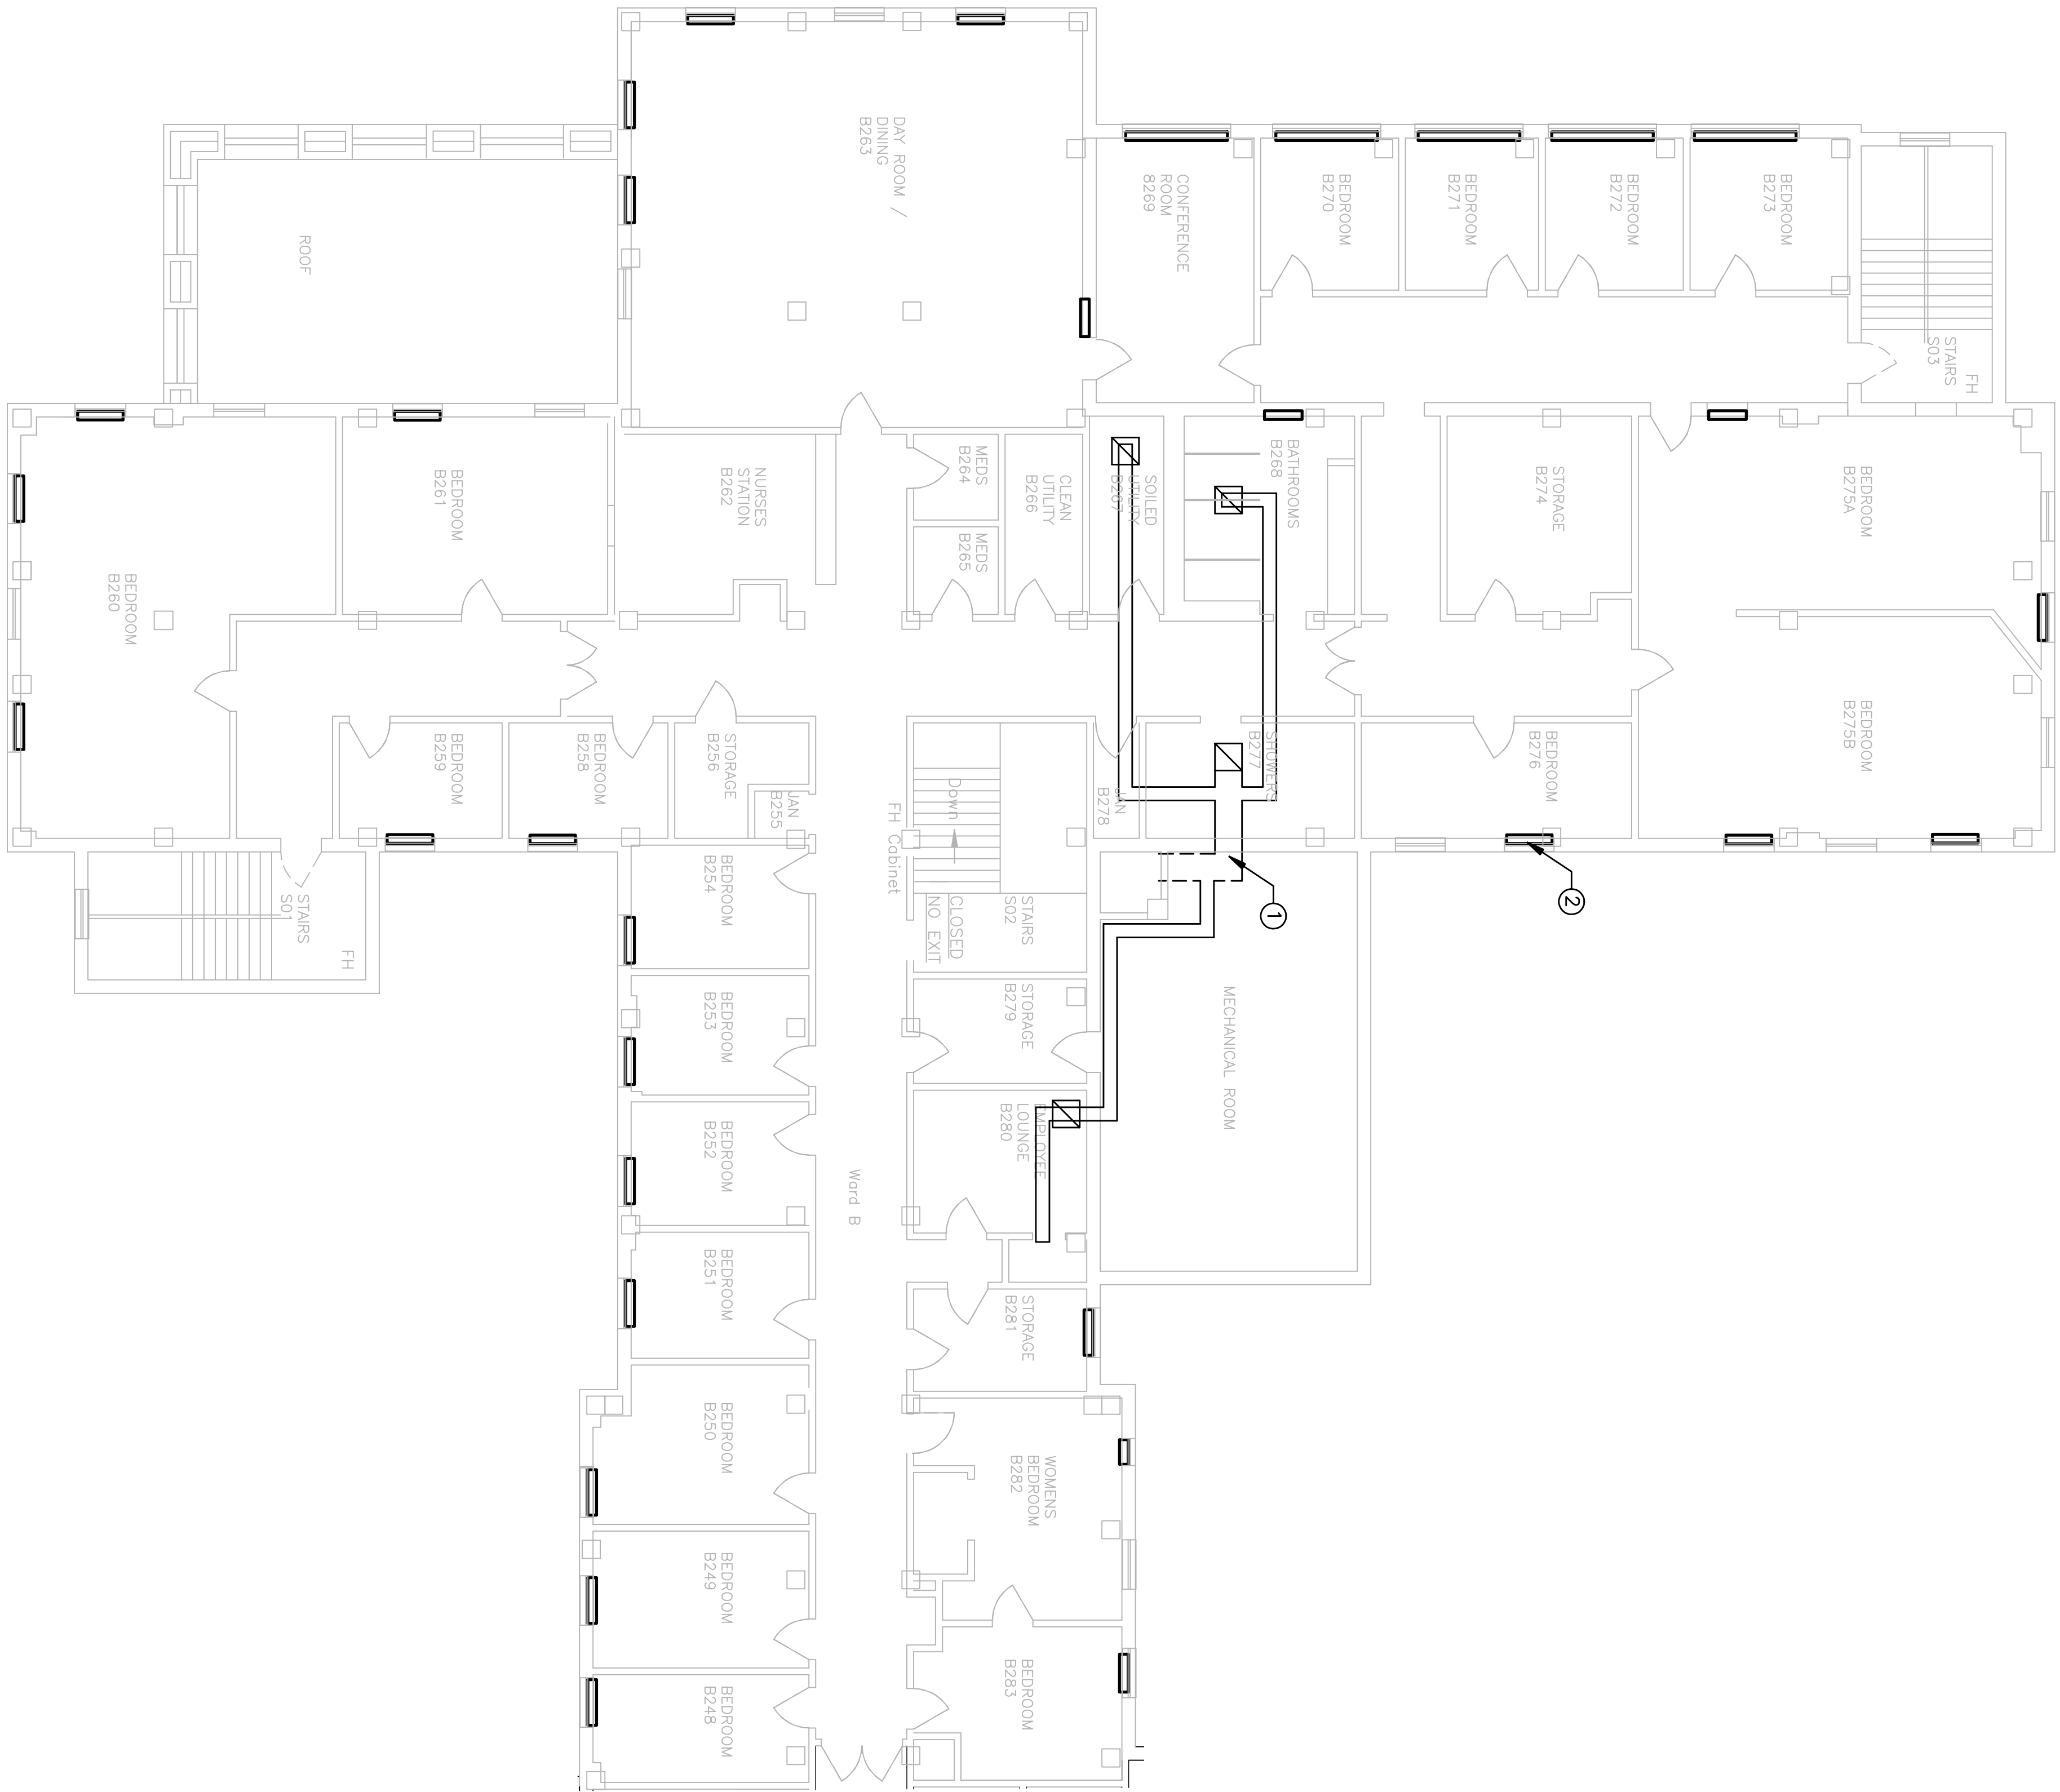 DAY ROOM /
DINING
B263
CONFERENCE
ROOM
8269
BEDROOM
B270
BEDROOM
B271
BEDROOM
B272
BEDROOM
B273
STAIRS
S03
FH
ROOF
BEDROOM
B260
BEDROOM
B261
NURSES
STATION
B262
MEDS
B264
MEDS
B265
CLEAN
UTILITY
B266
SOILED
UTILITY
B267
BATHROOMS
B268
STORAGE
B274
BEDROOM
B275A
BEDROOM
B275B
BEDROOM
B276
SHOWERS
B277
JAN
B278
BEDROOM
B259
BEDROOM
B258
STORAGE
B256
JAN
B255
FH Cabinet
Down
STAIRS
S02
CLOSED
NO EXIT
1
2
STAIRS
S01
FH
BEDROOM
B254
BEDROOM
B253
BEDROOM
B252
BEDROOM
B251
BEDROOM
B250
BEDROOM
B249
BEDROOM
B248
Ward B
STORAGE
B279
EMPLOYEE
LOUNGE
B280
MECHANICAL ROOM
STORAGE
B281
WOMENS
BEDROOM
B282
BEDROOM
B283